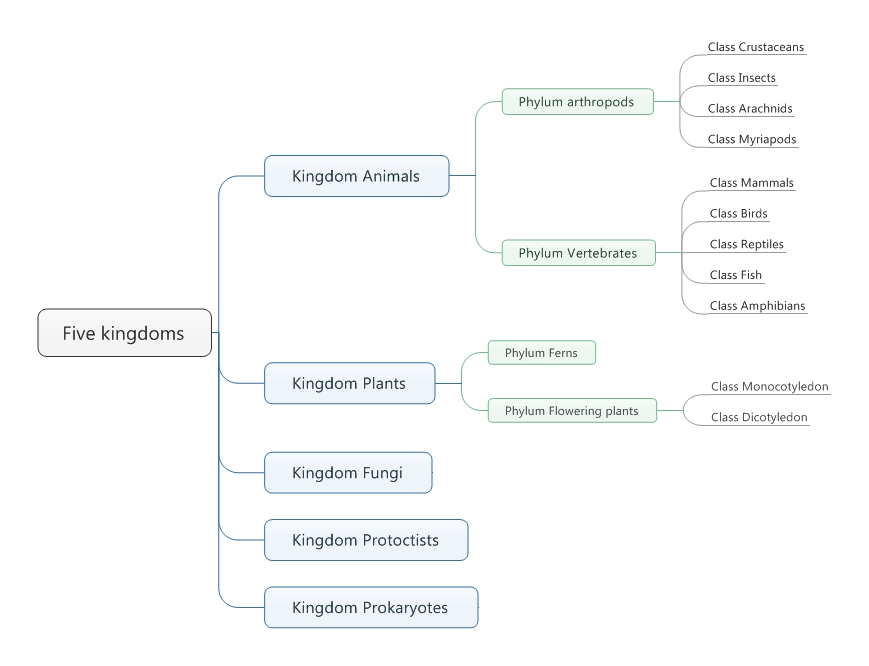 Five kingdoms
Kingdom Animals
Phylum arthropods
Class Crustaceans
Class Insects
Class Arachnids
Class Myriapods
Phylum Vertebrates
Class Mammals
Class Birds
Class Reptiles
Class Fish
Class Amphibians
Kingdom Plants
Phylum Ferns
Phylum Flowering plants
Class Monocotyledon
Class Dicotyledon
Kingdom Fungi
Kingdom Protoctists
Kingdom Prokaryotes